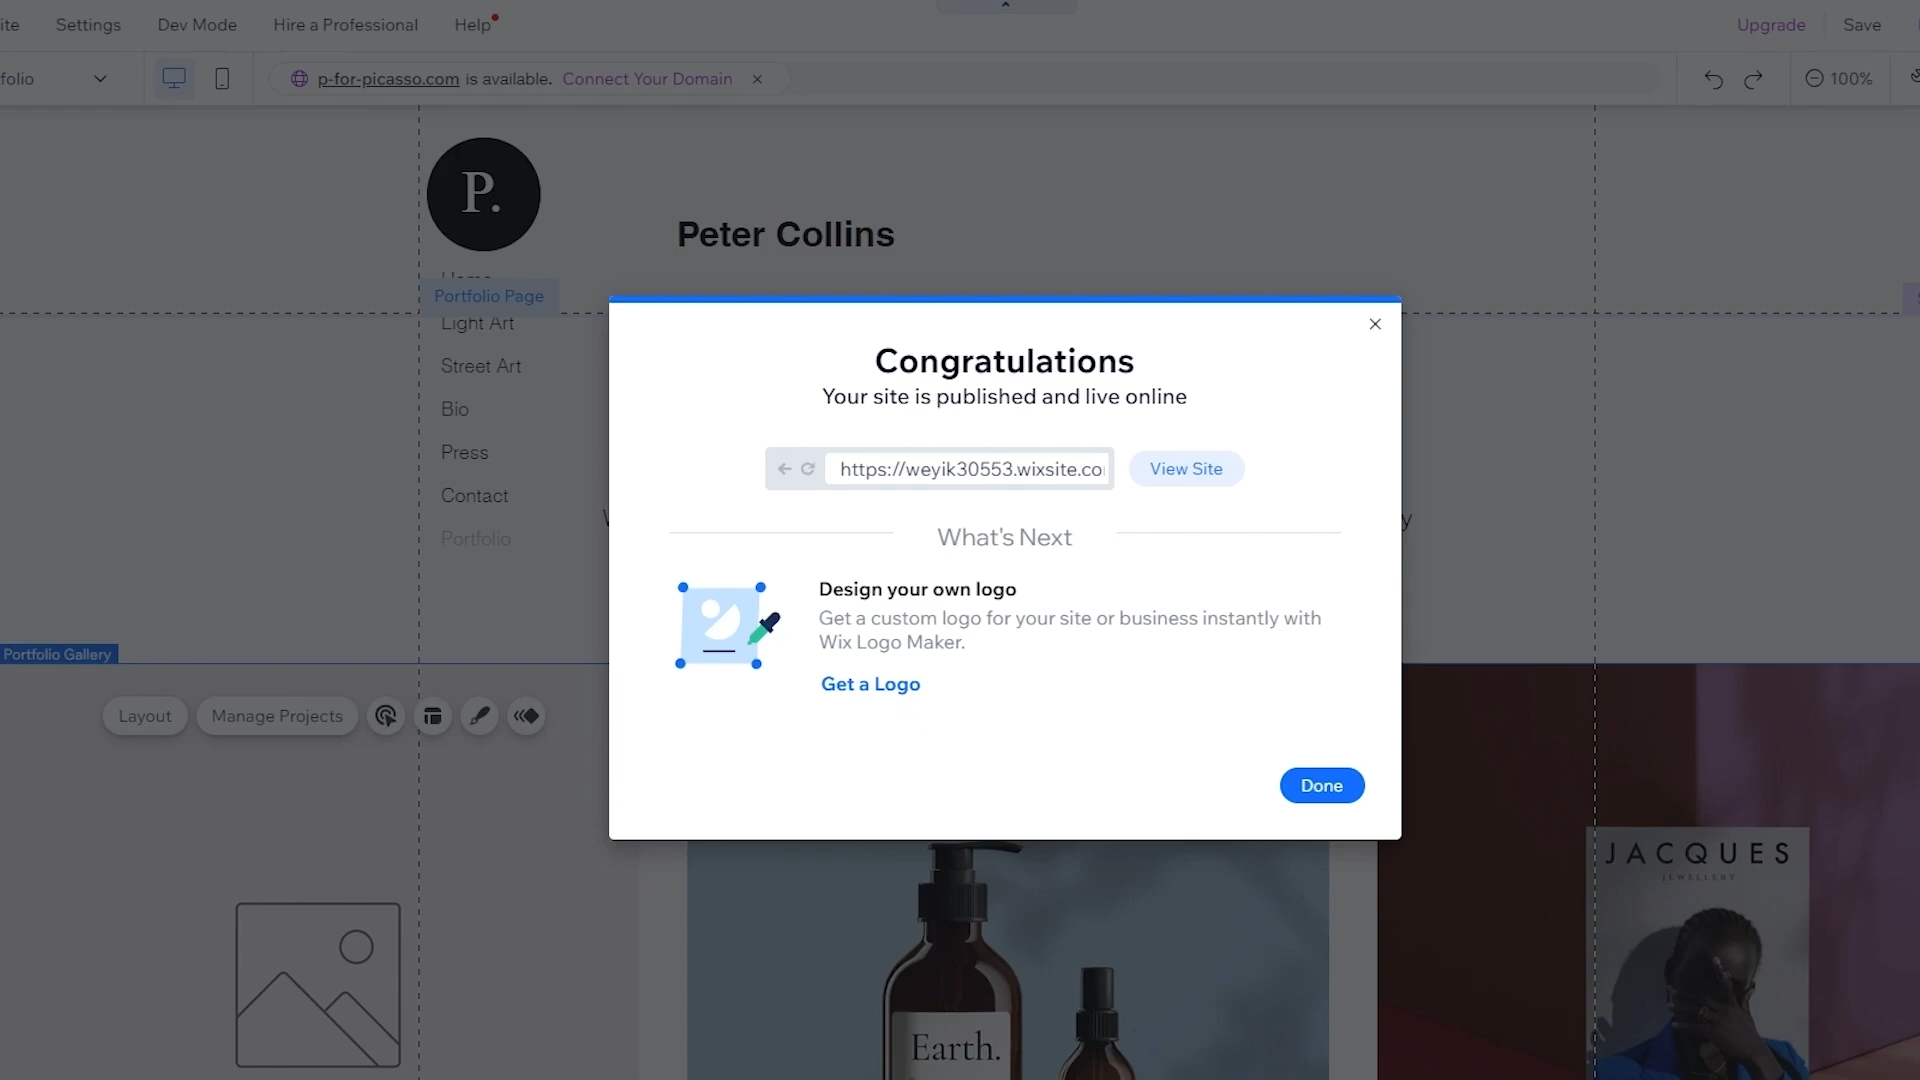 ite Settings Dev Mode Hire a Professional Help Upgrade Save
folio p-for-picasso.com is available. Connect Your Domain 100%
P.
Peter Collins
Home
Portfolio Page
Light Art
Street Art
Bio
Press
Contact
Portfolio
Congratulations
Your site is published and live online
https://weyik30553.wixsite.co
View Site
What's Next
Design your own logo
Get a custom logo for your site or business instantly with
Wix Logo Maker.
Get a Logo
Done
Portfolio Gallery
Layout Manage Projects
Earth.
JACQUES
JEWELLERY